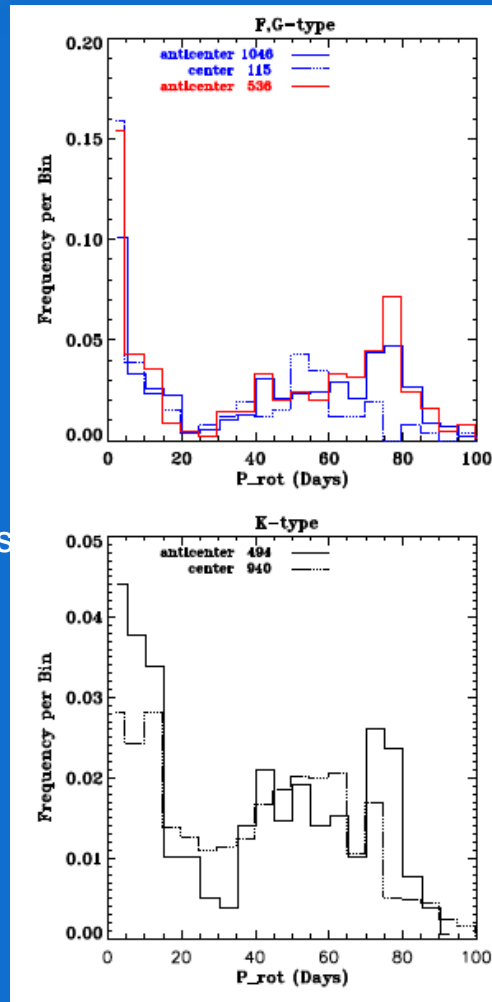 F,G-type
0.20
anticenter 1046
center 115
anticenter 536
0.15
0.10
0.05
0.00
Frequency per Bin
0 20 40 60 80 100
P_rot (Days)
s
K-type
0.05
anticenter 494
center 940
0.04
0.03
0.02
0.01
0.00
Frequency per Bin
0 20 40 60 80 100
P_rot (Days)